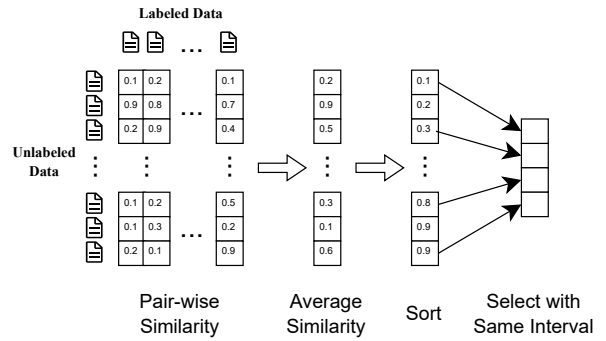 Labeled Data
...
0.1 0.2 0.1 0.2 0.1
0.9 0.8 ... 0.7 0.9 0.2
0.2 0.9 0.4 0.5 0.3
Unlabeled
Data
0.1 0.2 0.5 0.3 0.8
0.1 0.3 ... 0.2 0.1 0.9
0.2 0.1 0.9 0.6 0.9
Pair-wise
Similarity
Average
Similarity
Sort
Select with
Same Interval